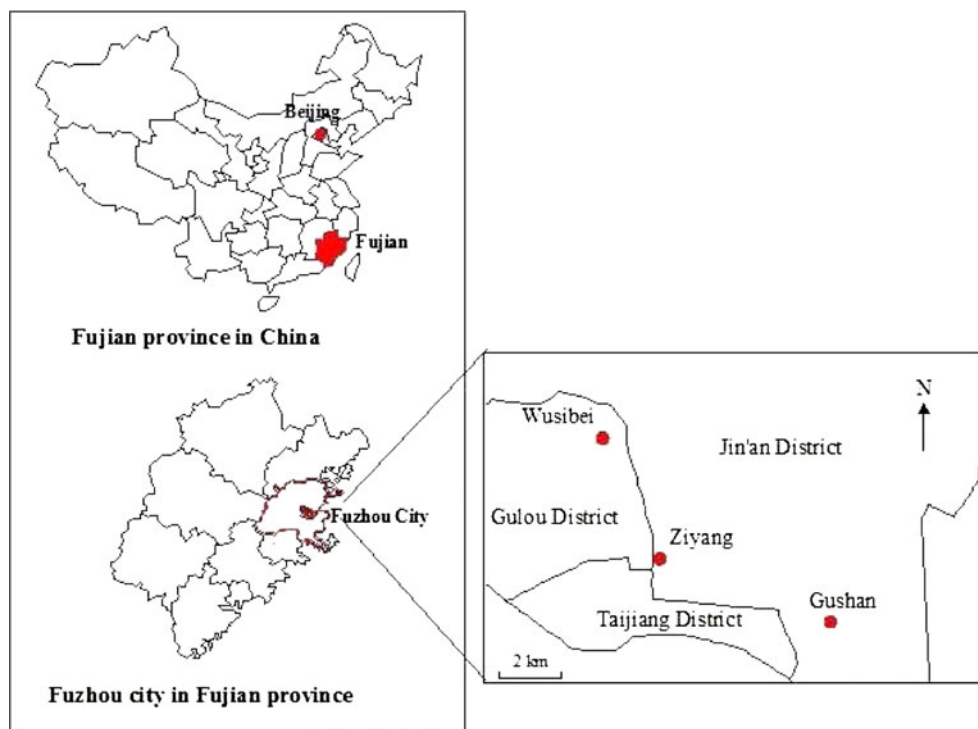 Beijing
Fujian
Fujian province in China
Fuzhou City
Fuzhou city in Fujian province
N
Wusibei
Jin'an District
Gulou District
Ziyang
Gushan
Taijiang District
2 km